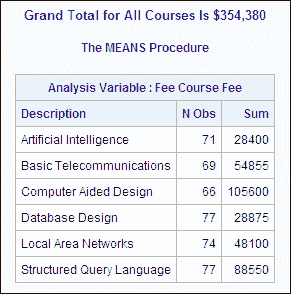 Grand Total for All Courses Is $354,380
The MEANS Procedure
Analysis Variable : Fee Course Fee
Description N Obs Sum
Artificial Intelligence 71 28400
Basic Telecommunications 69 54855
Computer Aided Design 66 105600
Database Design 77 28875
Local Area Networks 74 48100
Structured Query Language 77 88550